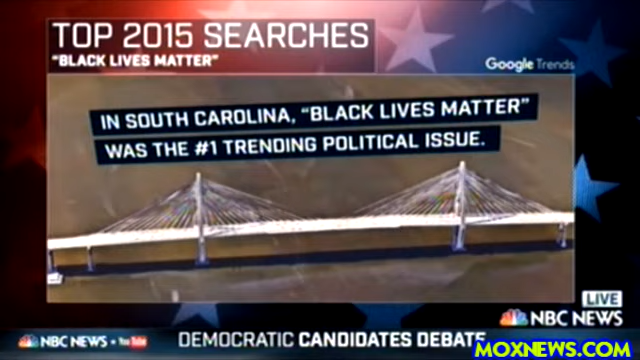 TOP 2015 SEARCHES
"BLACK LIVES MATTER"
Google Trends
IN SOUTH CAROLINA, "BLACK LIVES MATTER"
WAS THE #1 TRENDING POLITICAL ISSUE.
LIVE
NBC NEWS
NBC NEWS • YouTube
DEMOCRATIC CANDIDATES DEBATE
MOXNEWS.COM